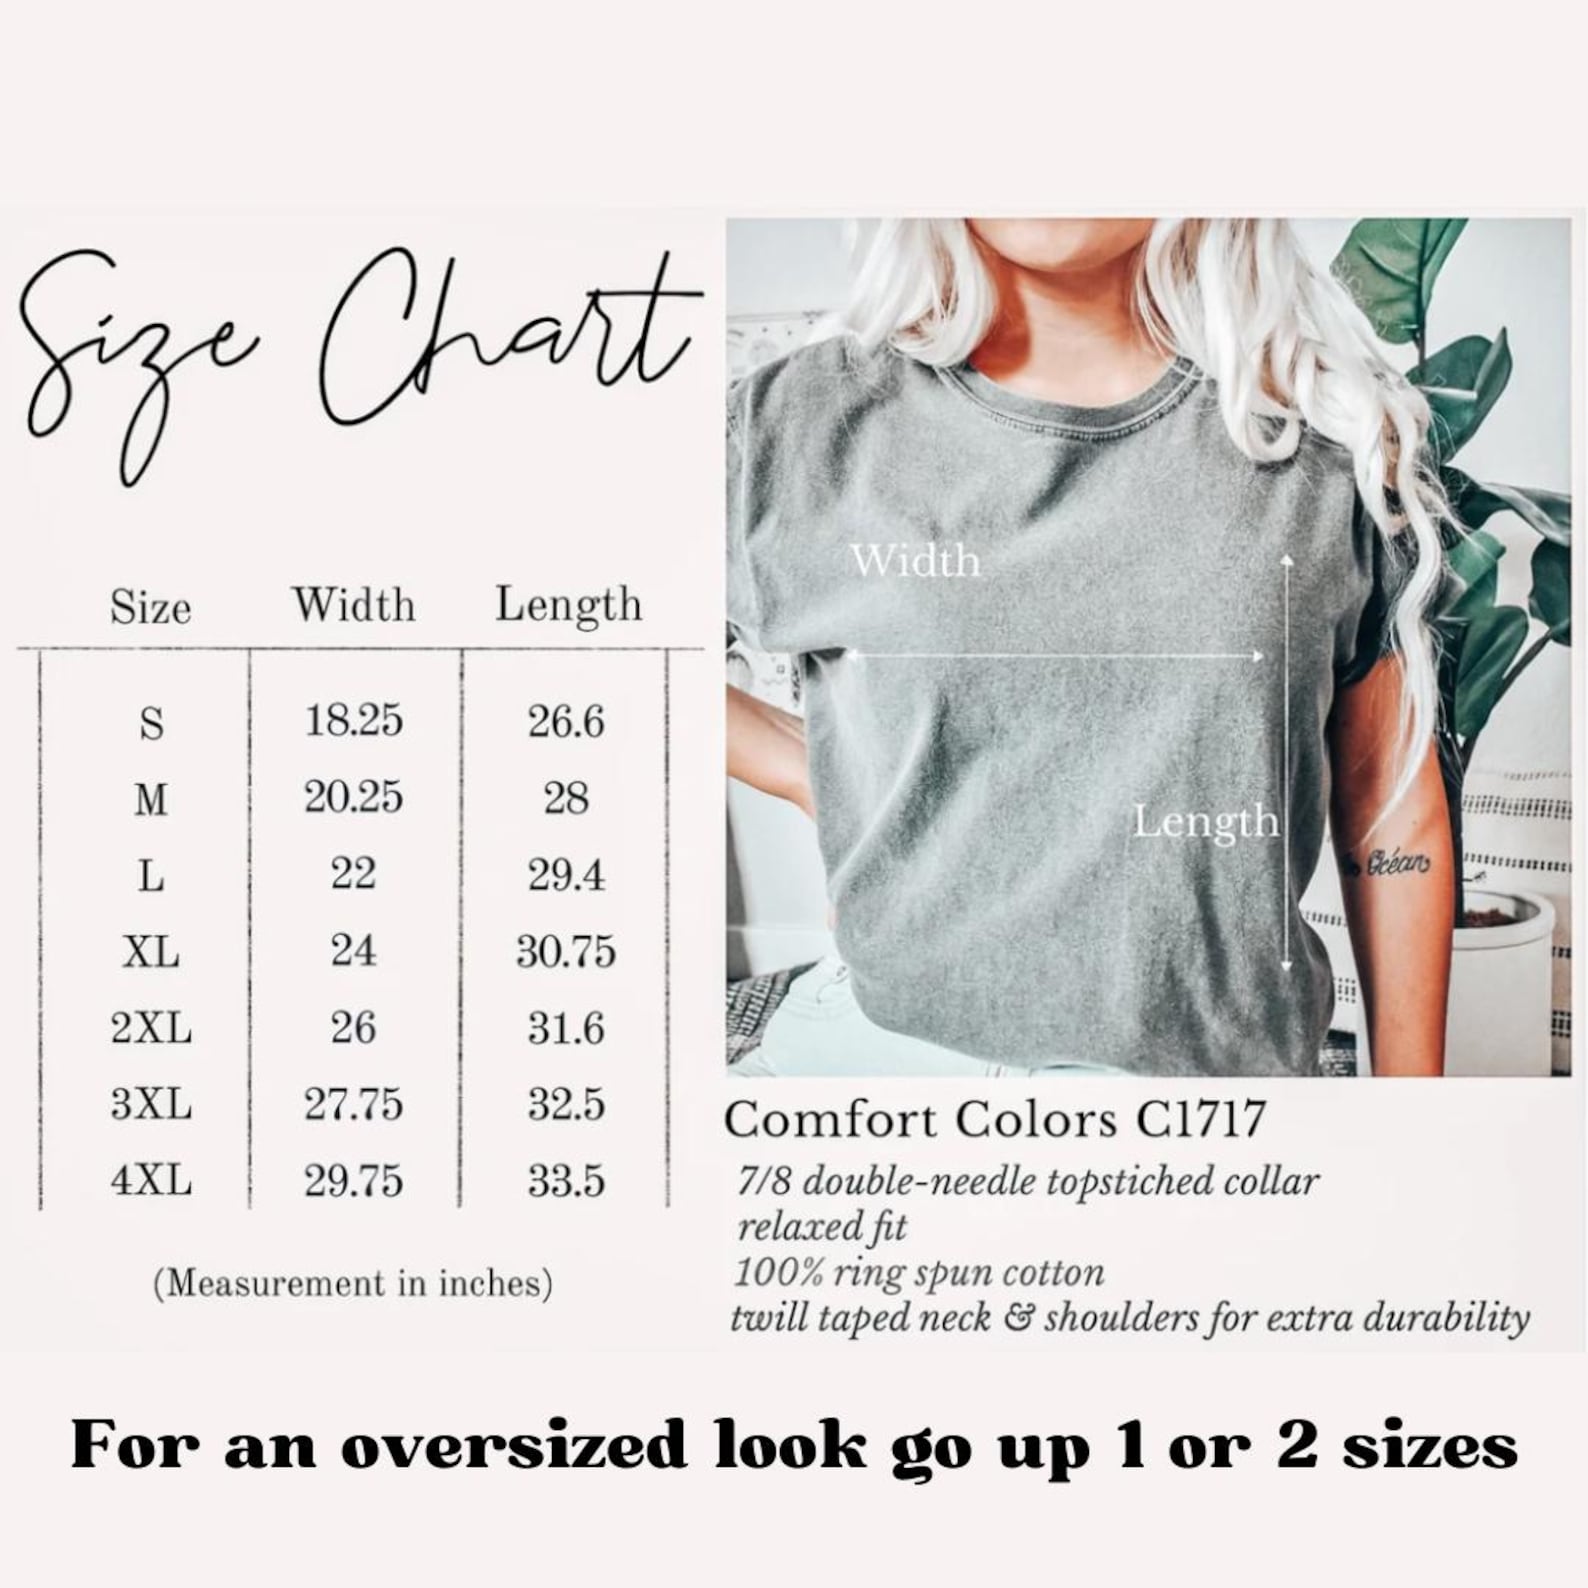 Size Chart
Size Width Length
S 18.25 26.6
M 20.25 28
L 22 29.4
XL 24 30.75
2XL 26 31.6
3XL 27.75 32.5
4XL 29.75 33.5
(Measurement in inches)
Width
Length
Océan
Comfort Colors C1717
7/8 double-needle topstiched collar
relaxed fit
100% ring spun cotton
twill taped neck & shoulders for extra durability
For an oversized look go up 1 or 2 sizes